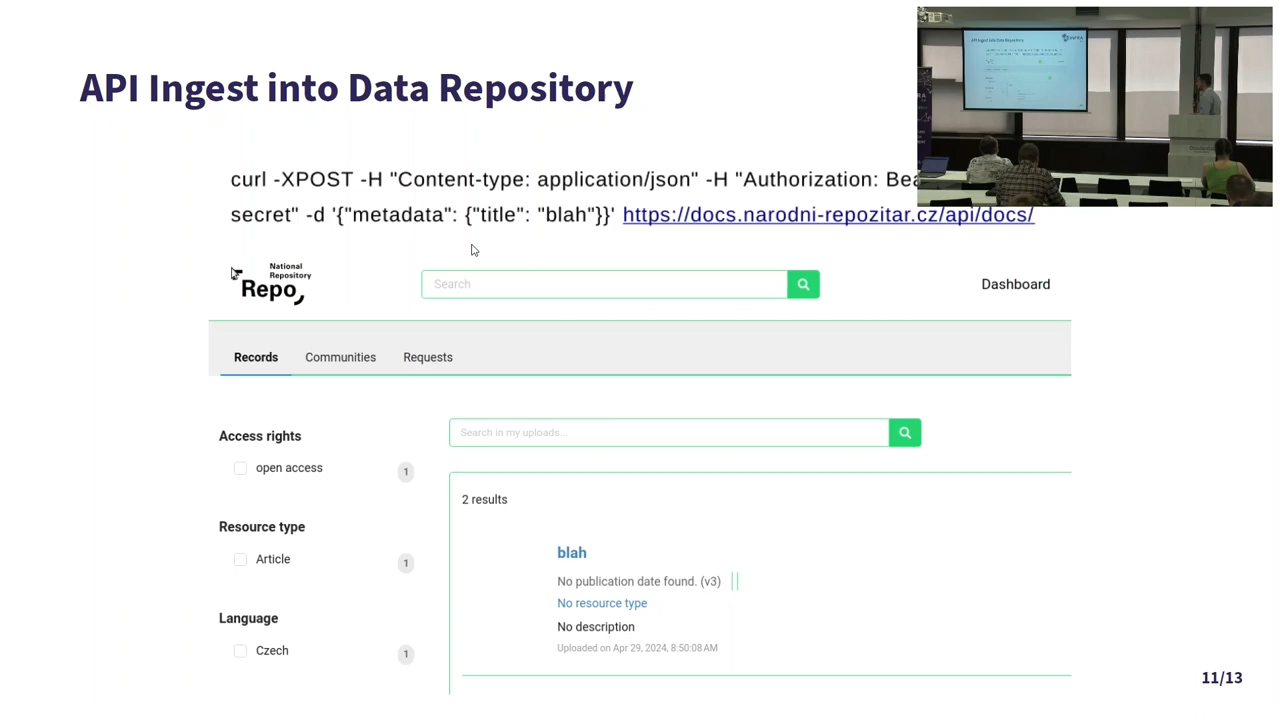 API Ingest into Data Repository
curl -XPOST -H "Content-type: application/json" -H "Authorization:
secret" -d '{"metadata": {"title": "blah"}}' https://docs.narodni-repozitar.cz/api/docs/
National
Repository
Repo
Search
Dashboard
Records Communities Requests
Access rights
open access 1
Resource type
Article 1
Language
Czech 1
Search in my uploads...
2 results
blah
No publication date found. (v3)
No resource type
No description
Uploaded on Apr 29, 2024, 8:50:08 AM
11/13